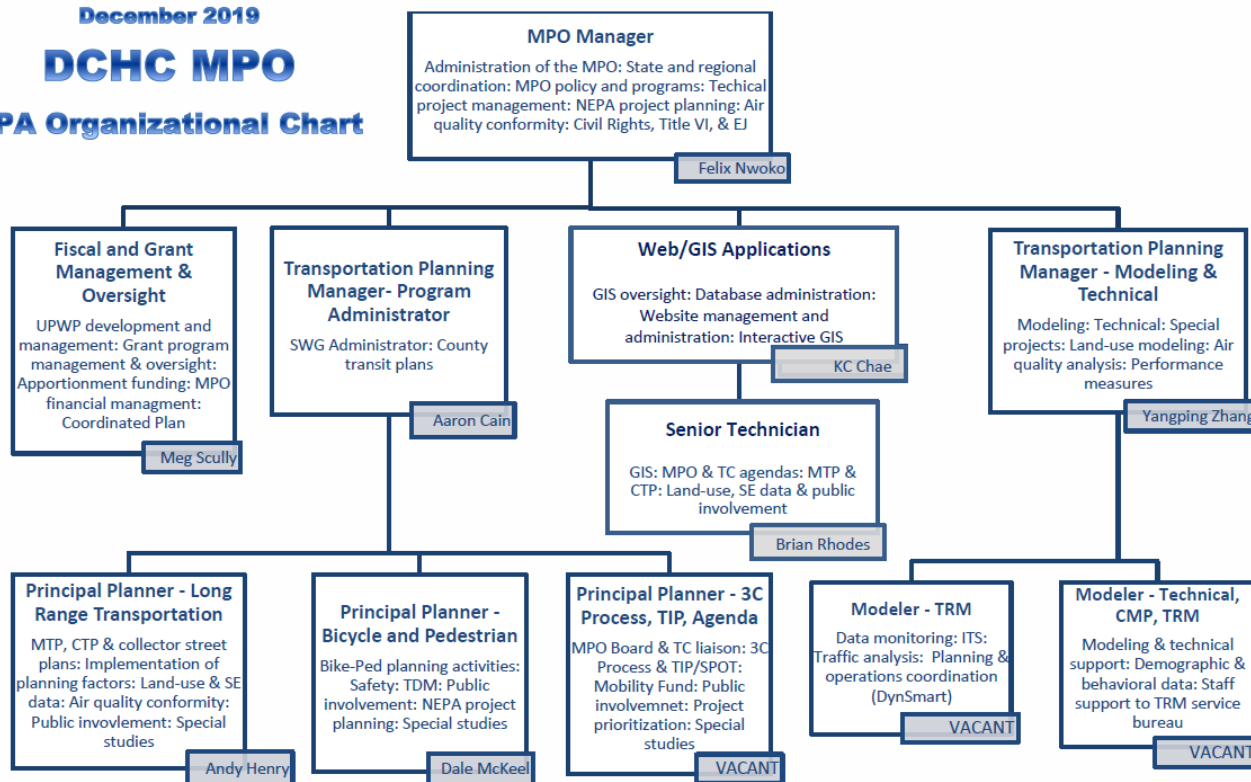 December 2019
DCHC MPO
PA Organizational Chart
MPO Manager
Administration of the MPO: State and regional
coordination: MPO policy and programs: Techical
project management: NEPA project planning: Air
quality conformity: Civil Rights, Title VI, & EJ
Felix Nwoko
Fiscal and Grant
Management &
Oversight
UPWP development and
management: Grant program
management & oversight:
Apportionment funding: MPO
financial managment:
Coordinated Plan
Meg Scully
Transportation Planning
Manager- Program
Administrator
SWG Administrator: County
transit plans
Aaron Cain
Web/GIS Applications
GIS oversight: Database administration:
Website management and
administration: Interactive GIS
KC Chae
Transportation Planning
Manager - Modeling &
Technical
Modeling: Technical: Special
projects: Land-use modeling: Air
quality analysis: Performance
measures
Yangping Zhang
Senior Technician
GIS: MPO & TC agendas: MTP &
CTP: Land-use, SE data & public
involvement
Brian Rhodes
Principal Planner - Long
Range Transportation
MTP, CTP & collector street
plans: Implementation of
planning factors: Land-use & SE
data: Air quality conformity:
Public invovlement: Special
studies
Andy Henry
Principal Planner -
Bicycle and Pedestrian
Bike-Ped planning activities:
Safety: TDM: Public
involvement: NEPA project
planning: Special studies
Dale McKeel
Principal Planner - 3C
Process, TIP, Agenda
MPO Board & TC liaison: 3C
Process & TIP/SPOT:
Mobility Fund: Public
involvemnet: Project
prioritization: Special
studies
VACANT
Modeler - TRM
Data monitoring: ITS:
Traffic analysis: Planning &
operations coordination
(DynSmart)
VACANT
Modeler - Technical,
CMP, TRM
Modeling & technical
support: Demographic &
behavioral data: Staff
support to TRM service
bureau
VACANT